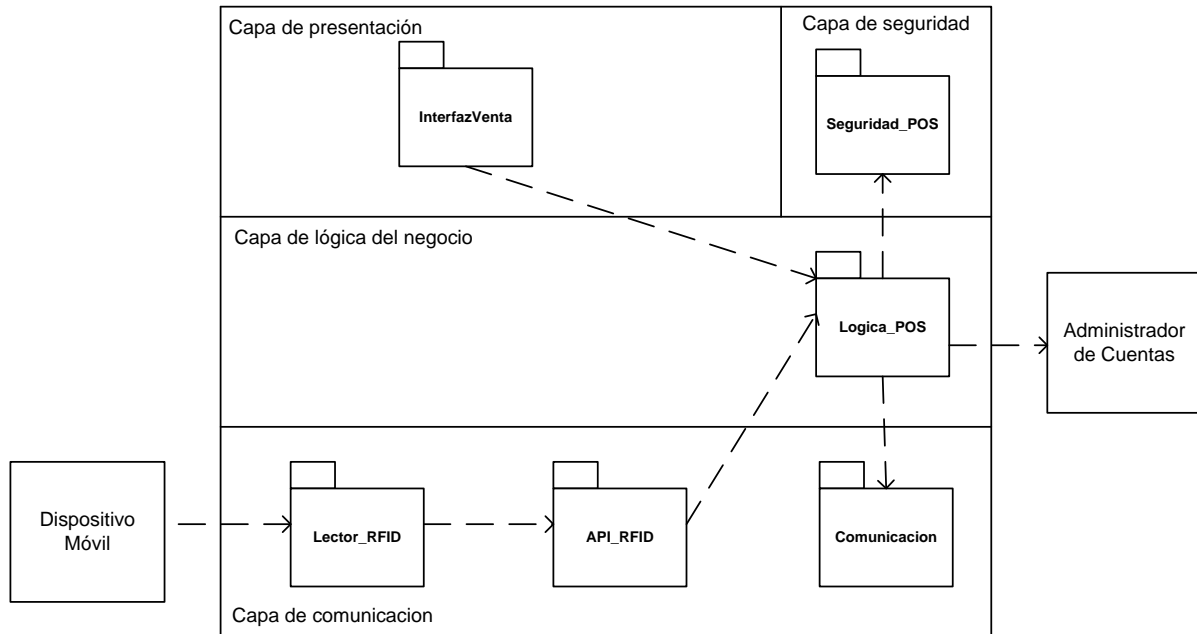 Capa de presentación
Capa de seguridad
InterfazVenta
Seguridad_POS
Capa de lógica del negocio
Logica_POS
Administrador
de Cuentas
Dispositivo
Móvil
Lector_RFID
API_RFID
Comunicacion
Capa de comunicacion